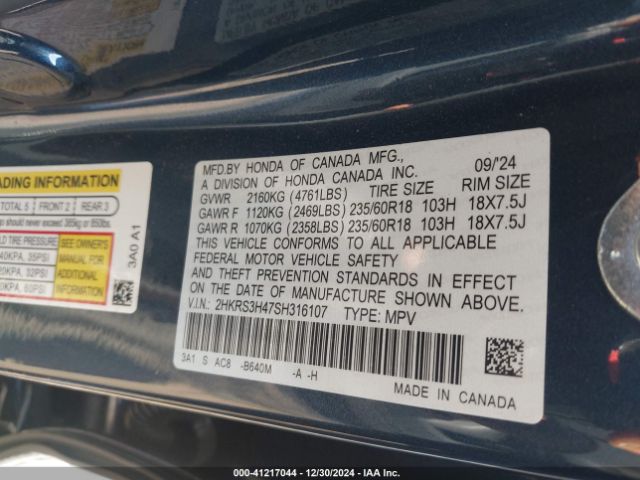 ADING INFORMATION
TOTAL 5 FRONT 2 REAR 3
should never exceed 385kg or 850lbs.
LD TIRE PRESSURE
SEE OWNER'S
MANUAL FOR
ADDITIONAL
INFORMATION
40KPA, 35PSI
20KPA, 32PSI
0KPA, 60PSI
3A0 A1
MFD.BY HONDA OF CANADA MFG.,
A DIVISION OF HONDA CANADA INC. 09/'24
GVWR 2160KG (4761LBS) TIRE SIZE RIM SIZE
GAWR F 1120KG (2469LBS) 235/60R18 103H 18X7.5J
GAWR R 1070KG (2358LBS) 235/60R18 103H 18X7.5J
THIS VEHICLE CONFORMS TO ALL APPLICABLE
FEDERAL MOTOR VEHICLE SAFETY
AND THEFT PREVENTION STANDARDS IN EFFECT
ON THE DATE OF MANUFACTURE SHOWN ABOVE.
V.I.N.: 2HKRS3H47SH316107 TYPE: MPV
3A1 S AC8 -B640M -A -H
MADE IN CANADA
000-41217044 — 12/30/2024 — IAA Inc.